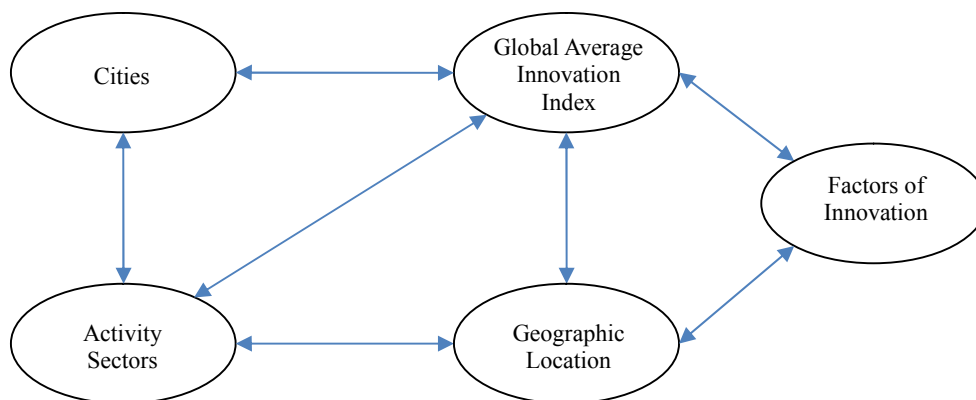 Cities
Global Average
Innovation
Index
Factors of
Innovation
Activity
Sectors
Geographic
Location